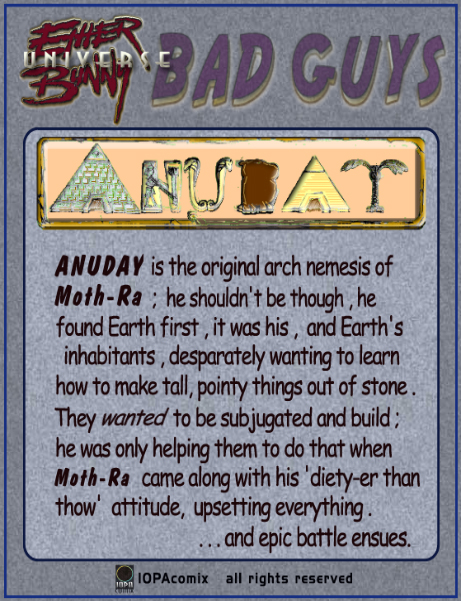 ETHER
UNIVERSE
BUNNY
BAD GUYS
ANUBAT
ANUDAY is the original arch nemesis of
Moth-Ra ; he shouldn't be though , he
found Earth first , it was his , and Earth's
inhabitants , desparately wanting to learn
how to make tall, pointy things out of stone .
They wanted to be subjugated and build ;
he was only helping them to do that when
Moth-Ra came along with his 'diety-er than
thow' attitude, upsetting everything .
. . . and epic battle ensues.
IOPA
COMIX
IOPAcomix all rights reserved